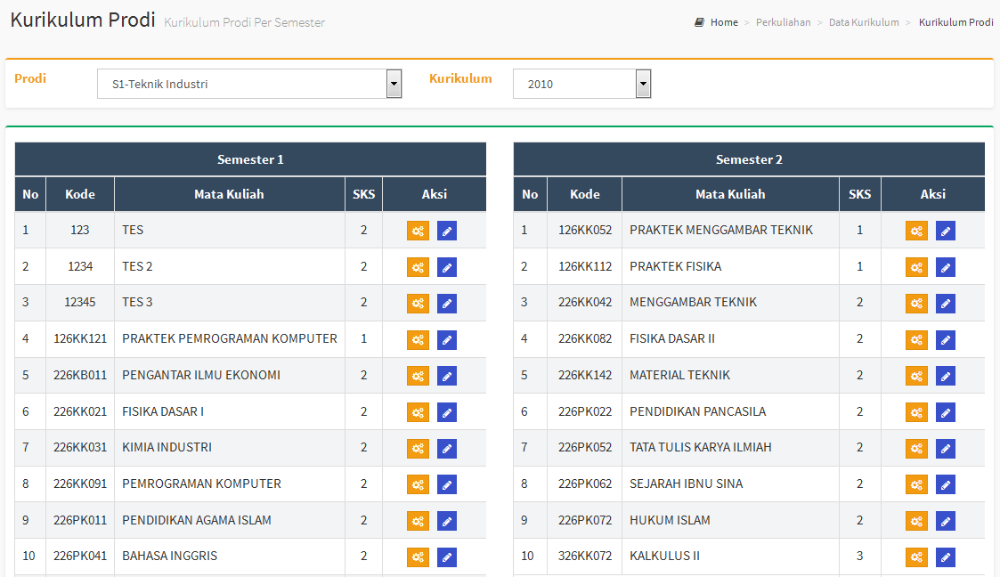 Kurikulum Prodi Kurikulum Prodi Per Semester
Home > Perkuliahan > Data Kurikulum > Kurikulum Prodi
Prodi S1-Teknik Industri Kurikulum 2010
Semester 1
No Kode Mata Kuliah SKS Aksi
1 123 TES 2
2 1234 TES 2 2
3 12345 TES 3 2
4 126KK121 PRAKTEK PEMROGRAMAN KOMPUTER 1
5 226KB011 PENGANTAR ILMU EKONOMI 2
6 226KK021 FISIKA DASAR I 2
7 226KK031 KIMIA INDUSTRI 2
8 226KK091 PEMROGRAMAN KOMPUTER 2
9 226PK011 PENDIDIKAN AGAMA ISLAM 2
10 226PK041 BAHASA INGGRIS 2
Semester 2
No Kode Mata Kuliah SKS Aksi
1 126KK052 PRAKTEK MENGGAMBAR TEKNIK 1
2 126KK112 PRAKTEK FISIKA 1
3 226KK042 MENGGAMBAR TEKNIK 2
4 226KK082 FISIKA DASAR II 2
5 226KK142 MATERIAL TEKNIK 2
6 226PK022 PENDIDIKAN PANCASILA 2
7 226PK052 TATA TULIS KARYA ILMIAH 2
8 226PK062 SEJARAH IBNU SINA 2
9 226PK072 HUKUM ISLAM 2
10 326KK072 KALKULUS II 3